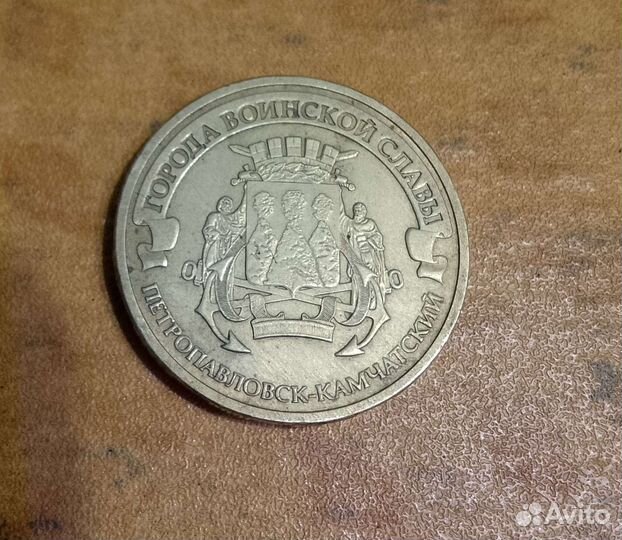 ГОРОДА ВОИНСКОЙ СЛАВЫ
ПЕТРОПАВЛОВСК-КАМЧАТСКИЙ
Avito